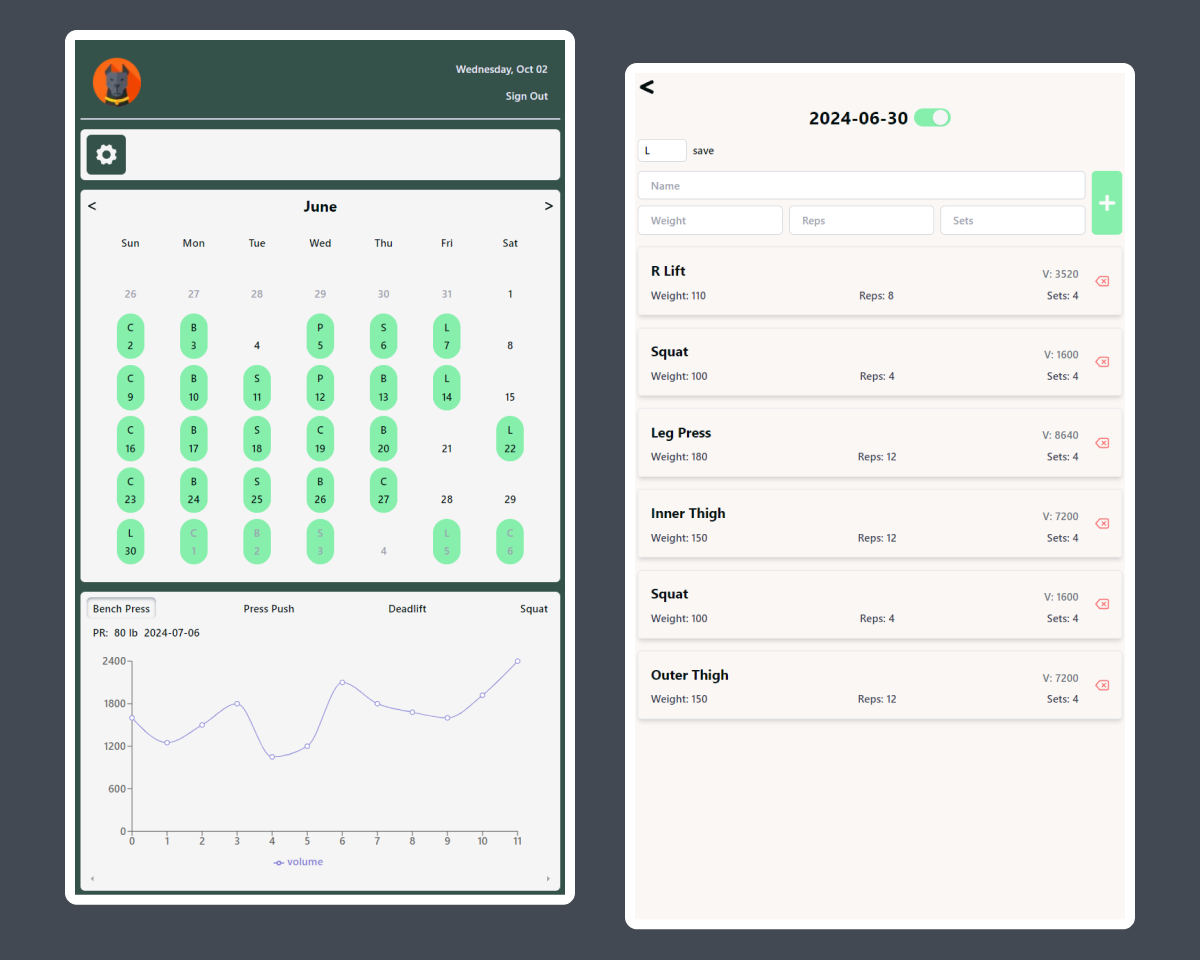 Wednesday, Oct 02
Sign Out
< June >
Sun Mon Tue Wed Thu Fri Sat
26 27 28 29 30 31 1
C B P S L
2 3 4 5 6 7 8
C B S P B L
9 10 11 12 13 14 15
C B S C B L
16 17 18 19 20 21 22
C B S B C
23 24 25 26 27 28 29
L C B S L C
30 1 2 3 4 5 6
Bench Press Press Push Deadlift Squat
PR: 80 lb 2024-07-06
2400
1800
1200
600
0
0 1 2 3 4 5 6 7 8 9 10 11
volume
<
2024-06-30
L save
Name
Weight Reps Sets
+
R Lift
V: 3520
Weight: 110 Reps: 8 Sets: 4
Squat
V: 1600
Weight: 100 Reps: 4 Sets: 4
Leg Press
V: 8640
Weight: 180 Reps: 12 Sets: 4
Inner Thigh
V: 7200
Weight: 150 Reps: 12 Sets: 4
Squat
V: 1600
Weight: 100 Reps: 4 Sets: 4
Outer Thigh
V: 7200
Weight: 150 Reps: 12 Sets: 4